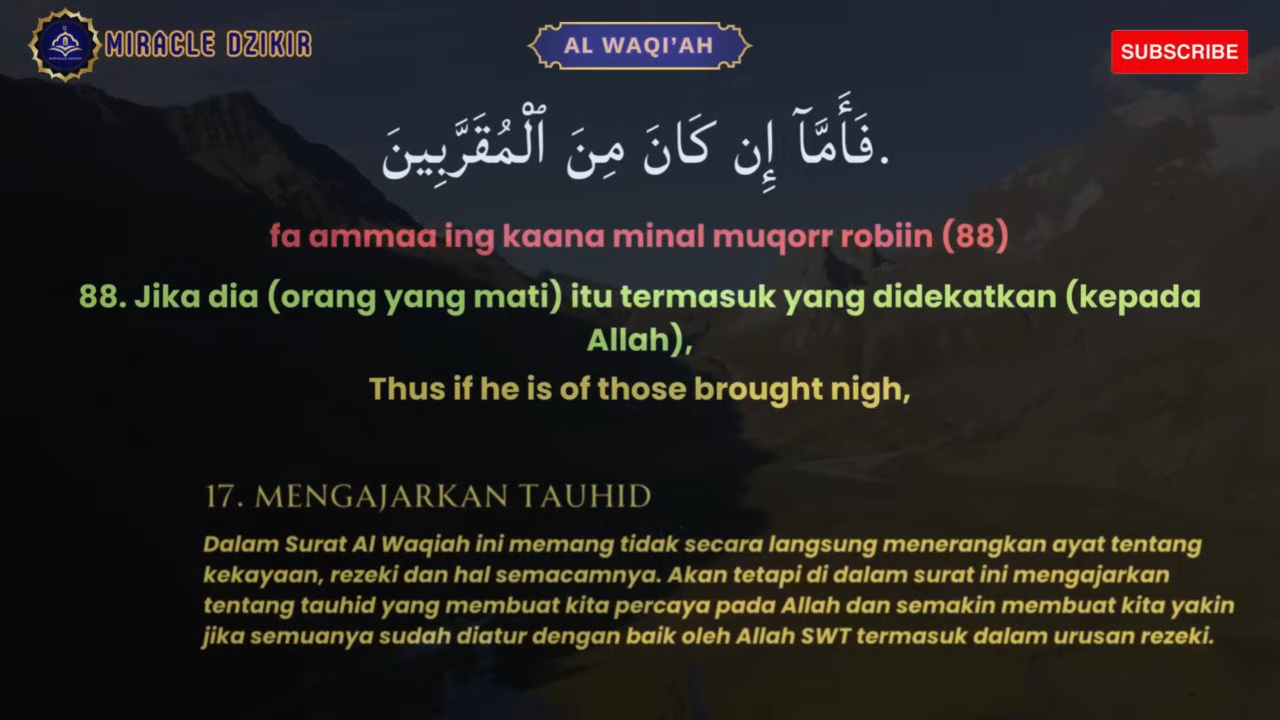 MIRACLE DZIKIR
AL WAQI'AH
SUBSCRIBE
فَأَمَّآ إِن كَانَ مِنَ ٱلْمُقَرَّبِينَ.
fa ammaa ing kaana minal muqorr robiin (88)
88. Jika dia (orang yang mati) itu termasuk yang didekatkan (kepada
Allah),
Thus if he is of those brought nigh,
17. MENGAJARKAN TAUHID
Dalam Surat Al Waqiah ini memang tidak secara langsung menerangkan ayat tentang
kekayaan, rezeki dan hal semacamnya. Akan tetapi di dalam surat ini mengajarkan
tentang tauhid yang membuat kita percaya pada Allah dan semakin membuat kita yakin
jika semuanya sudah diatur dengan baik oleh Allah SWT termasuk dalam urusan rezeki.